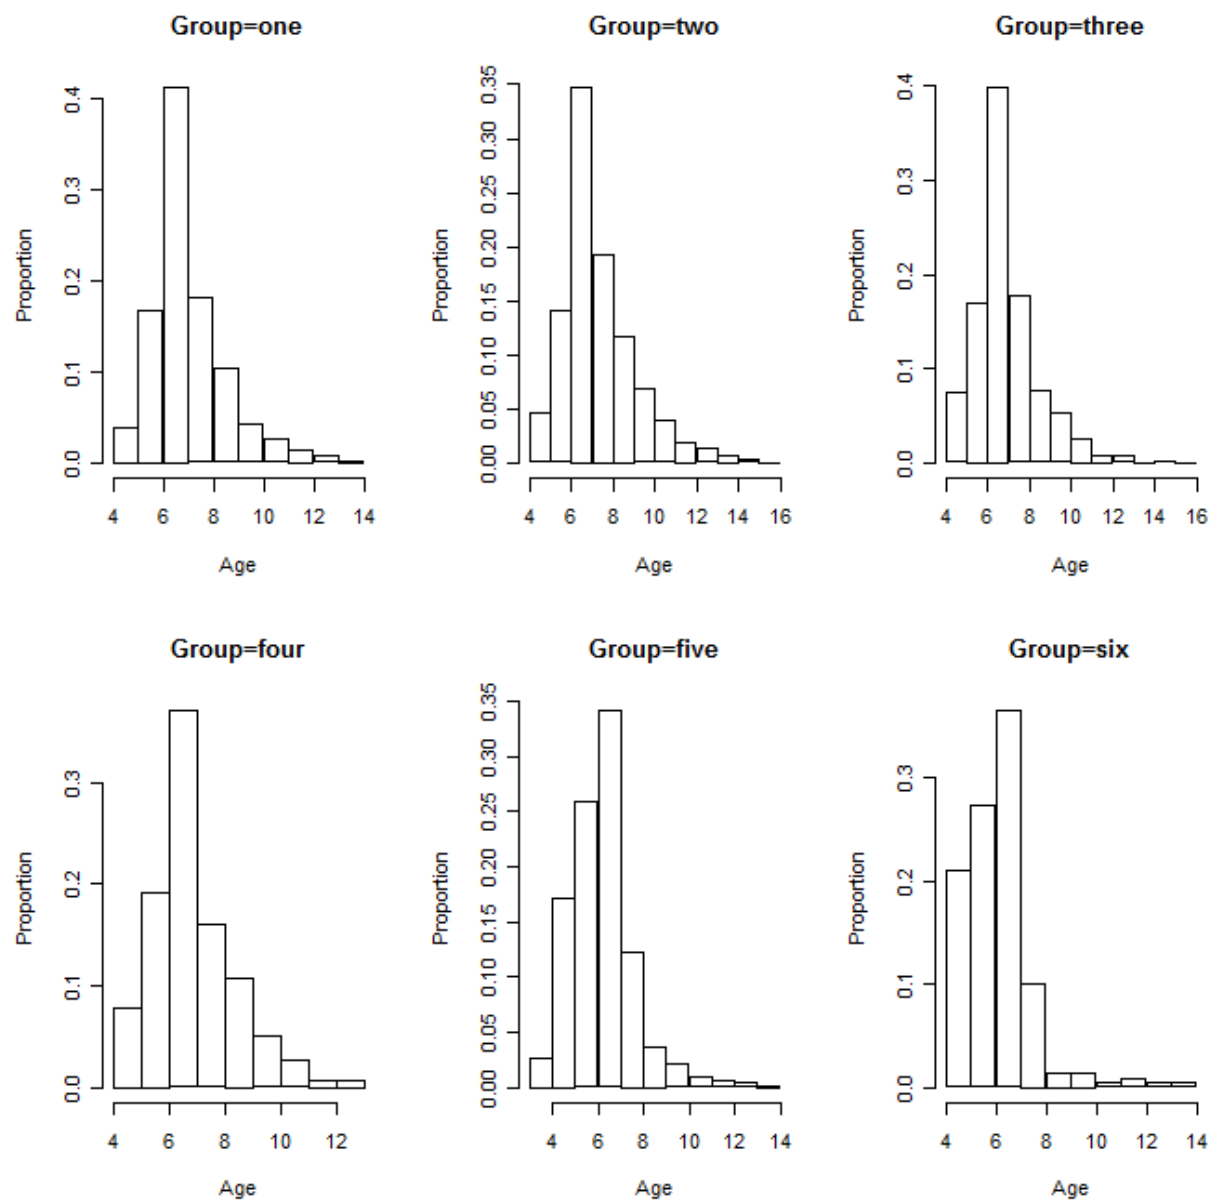 Group=one
Proportion
0.0 0.1 0.2 0.3 0.4
4 6 8 10 12 14
Age
Group=two
Proportion
0.00 0.05 0.10 0.15 0.20 0.25 0.30 0.35
4 6 8 10 12 14 16
Age
Group=three
Proportion
0.0 0.1 0.2 0.3 0.4
4 6 8 10 12 14 16
Age
Group=four
Proportion
0.0 0.1 0.2 0.3
4 6 8 10 12
Age
Group=five
Proportion
0.00 0.05 0.10 0.15 0.20 0.25 0.30 0.35
4 6 8 10 12 14
Age
Group=six
Proportion
0.0 0.1 0.2 0.3
4 6 8 10 12 14
Age